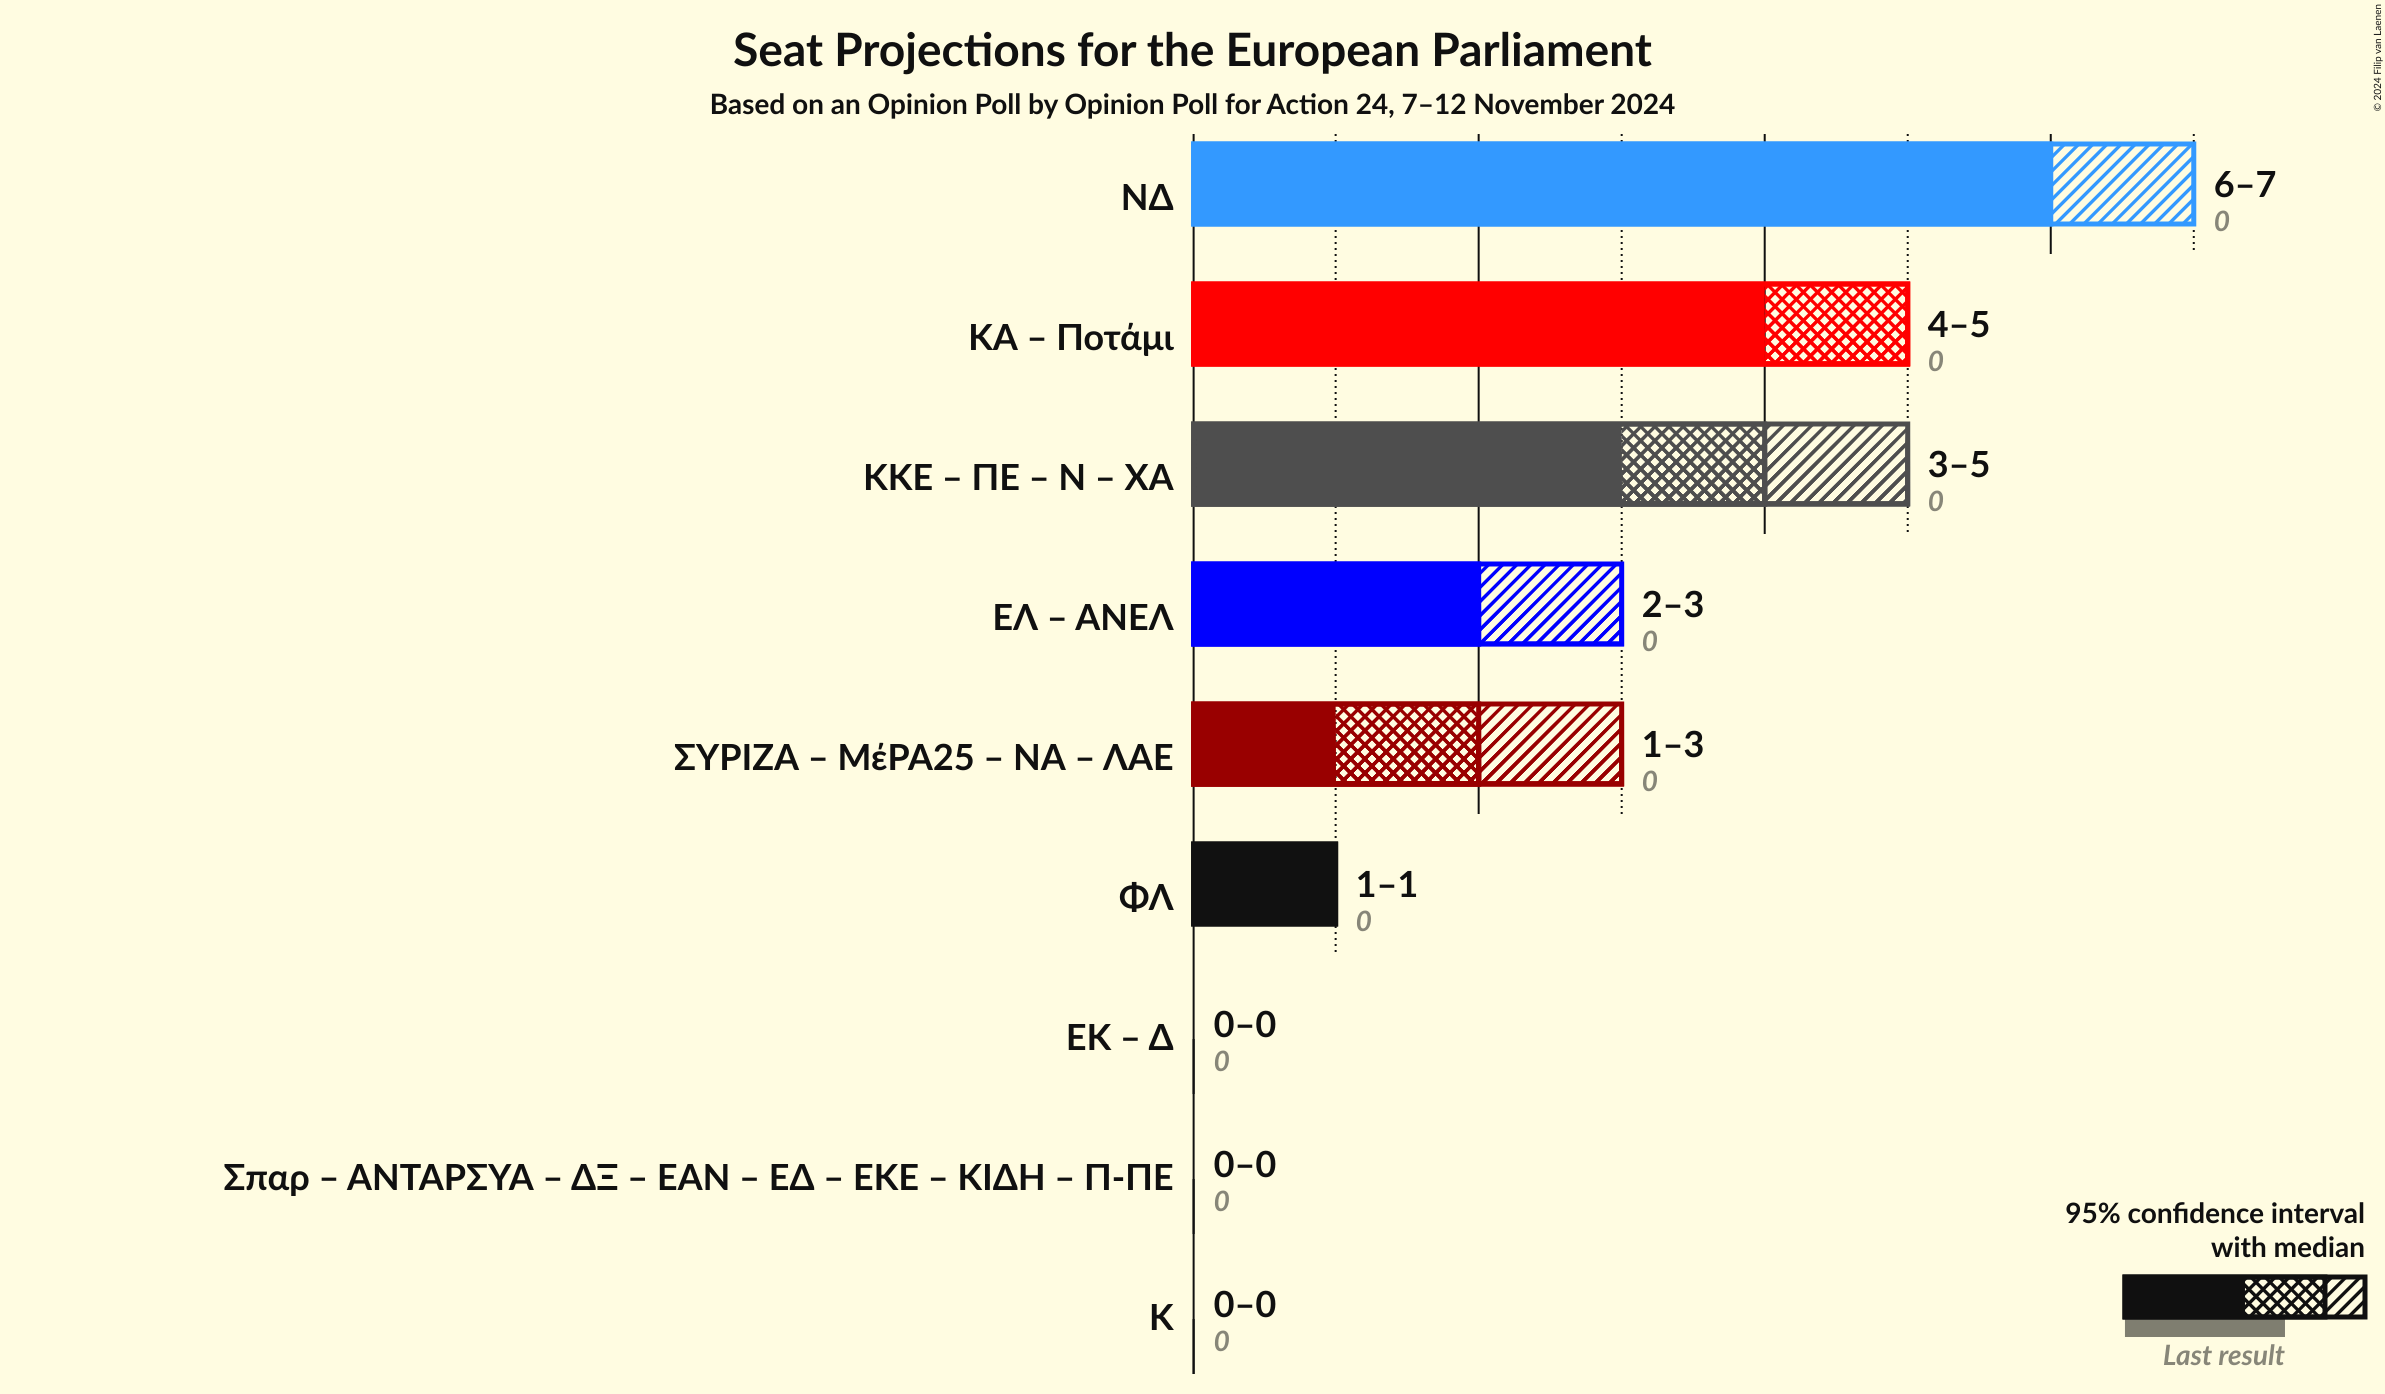 Seat Projections for the European Parliament
Based on an Opinion Poll by Opinion Poll for Action 24, 7–12 November 2024
© 2024 Filip van Laenen
ΝΔ
6–7
0
ΚΑ – Ποτάμι
4–5
0
ΚΚΕ – ΠΕ – Ν – ΧΑ
3–5
0
ΕΛ – ΑΝΕΛ
2–3
0
ΣΥΡΙΖΑ – ΜέΡΑ25 – ΝΑ – ΛΑΕ
1–3
0
ΦΛ
1–1
0
ΕΚ – Δ
0–0
0
Σπαρ – ΑΝΤΑΡΣΥΑ – ΔΞ – ΕΑΝ – ΕΔ – ΕΚΕ – ΚΙΔΗ – Π-ΠΕ
0–0
0
Κ
0–0
0
95% confidence interval
with median
Last result